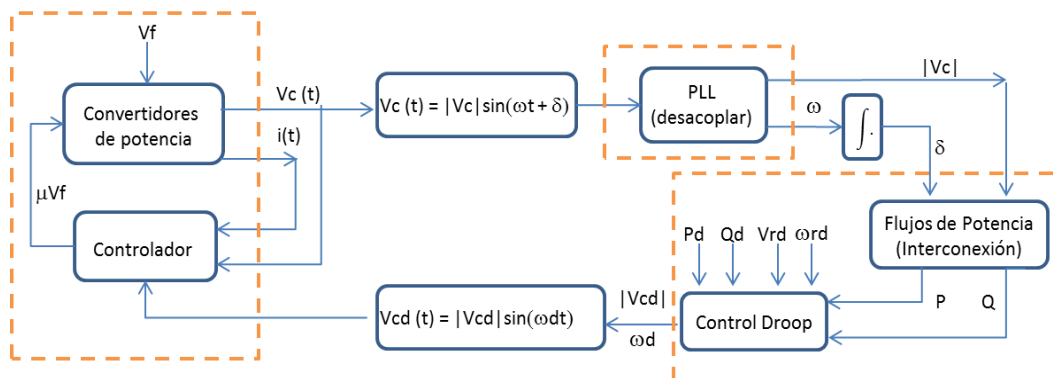 Vf
Convertidores
de potencia
Vc (t)
i(t)
μVf
Controlador
Vc (t) = |Vc|sin(ωt + δ)
PLL
(desacoplar)
|Vc|
ω
∫.
δ
Flujos de Potencia
(Interconexión)
P Q
Pd Qd Vrd ωrd
Control Droop
|Vcd|
ωd
Vcd (t) = |Vcd|sin(ωdt)